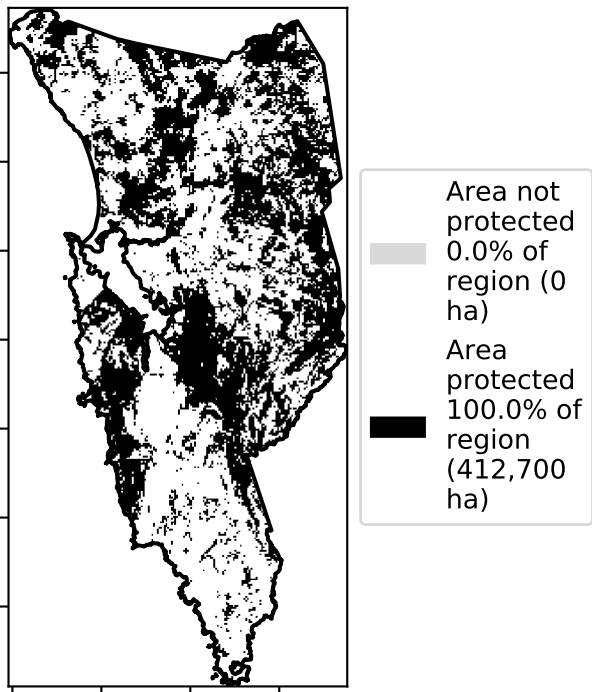 Area not
protected
0.0% of
region (0
ha)
Area
protected
100.0% of
region
(412,700
ha)